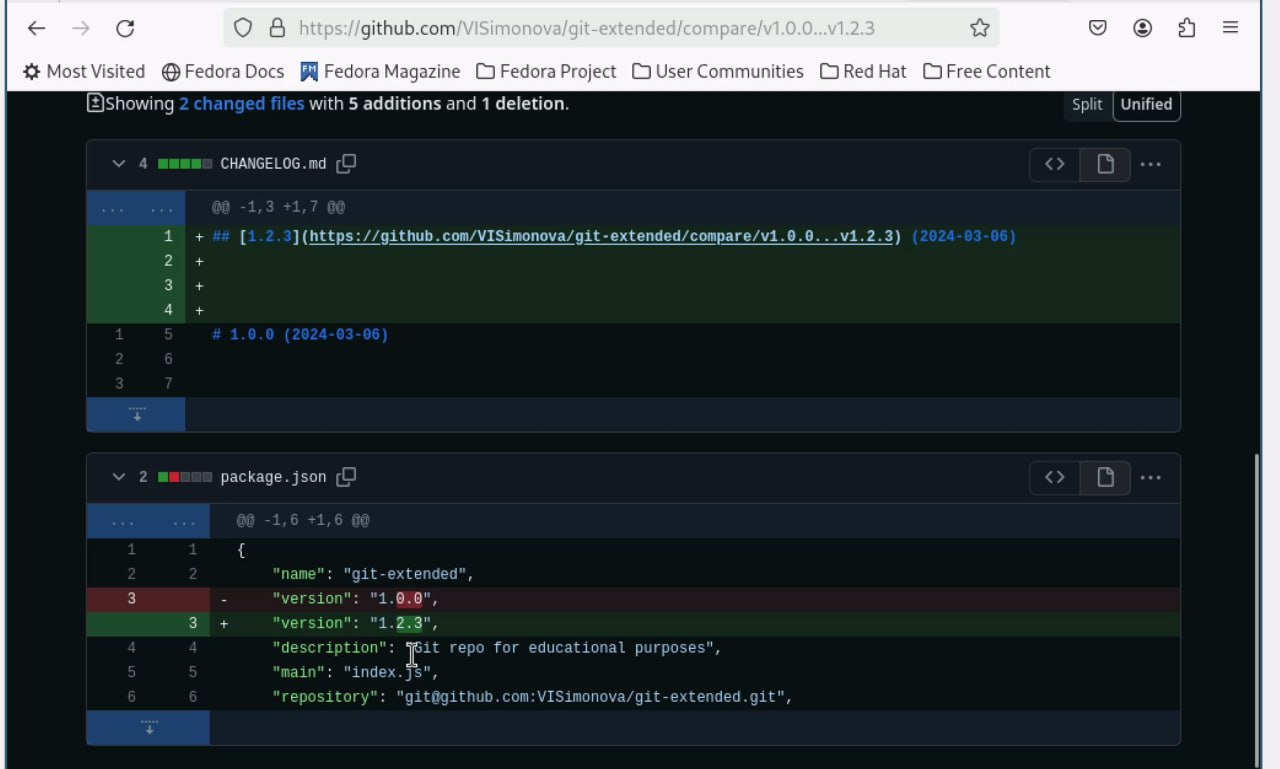 https://github.com/VISimonova/git-extended/compare/v1.0.0...v1.2.3
Most Visited Fedora Docs Fedora Magazine Fedora Project User Communities Red Hat Free Content
Showing 2 changed files with 5 additions and 1 deletion. Split Unified
4 CHANGELOG.md <> ...
... ... @@ -1,3 +1,7 @@
1 + ## [1.2.3](https://github.com/VISimonova/git-extended/compare/v1.0.0...v1.2.3) (2024-03-06)
2 +
3 +
4 +
1 5 # 1.0.0 (2024-03-06)
2 6
3 7
2 package.json <> ...
... ... @@ -1,6 +1,6 @@
1 1 {
2 2 "name": "git-extended",
3 - "version": "1.0.0",
3 + "version": "1.2.3",
4 4 "description": "Git repo for educational purposes",
5 5 "main": "index.js",
6 6 "repository": "git@github.com:VISimonova/git-extended.git",